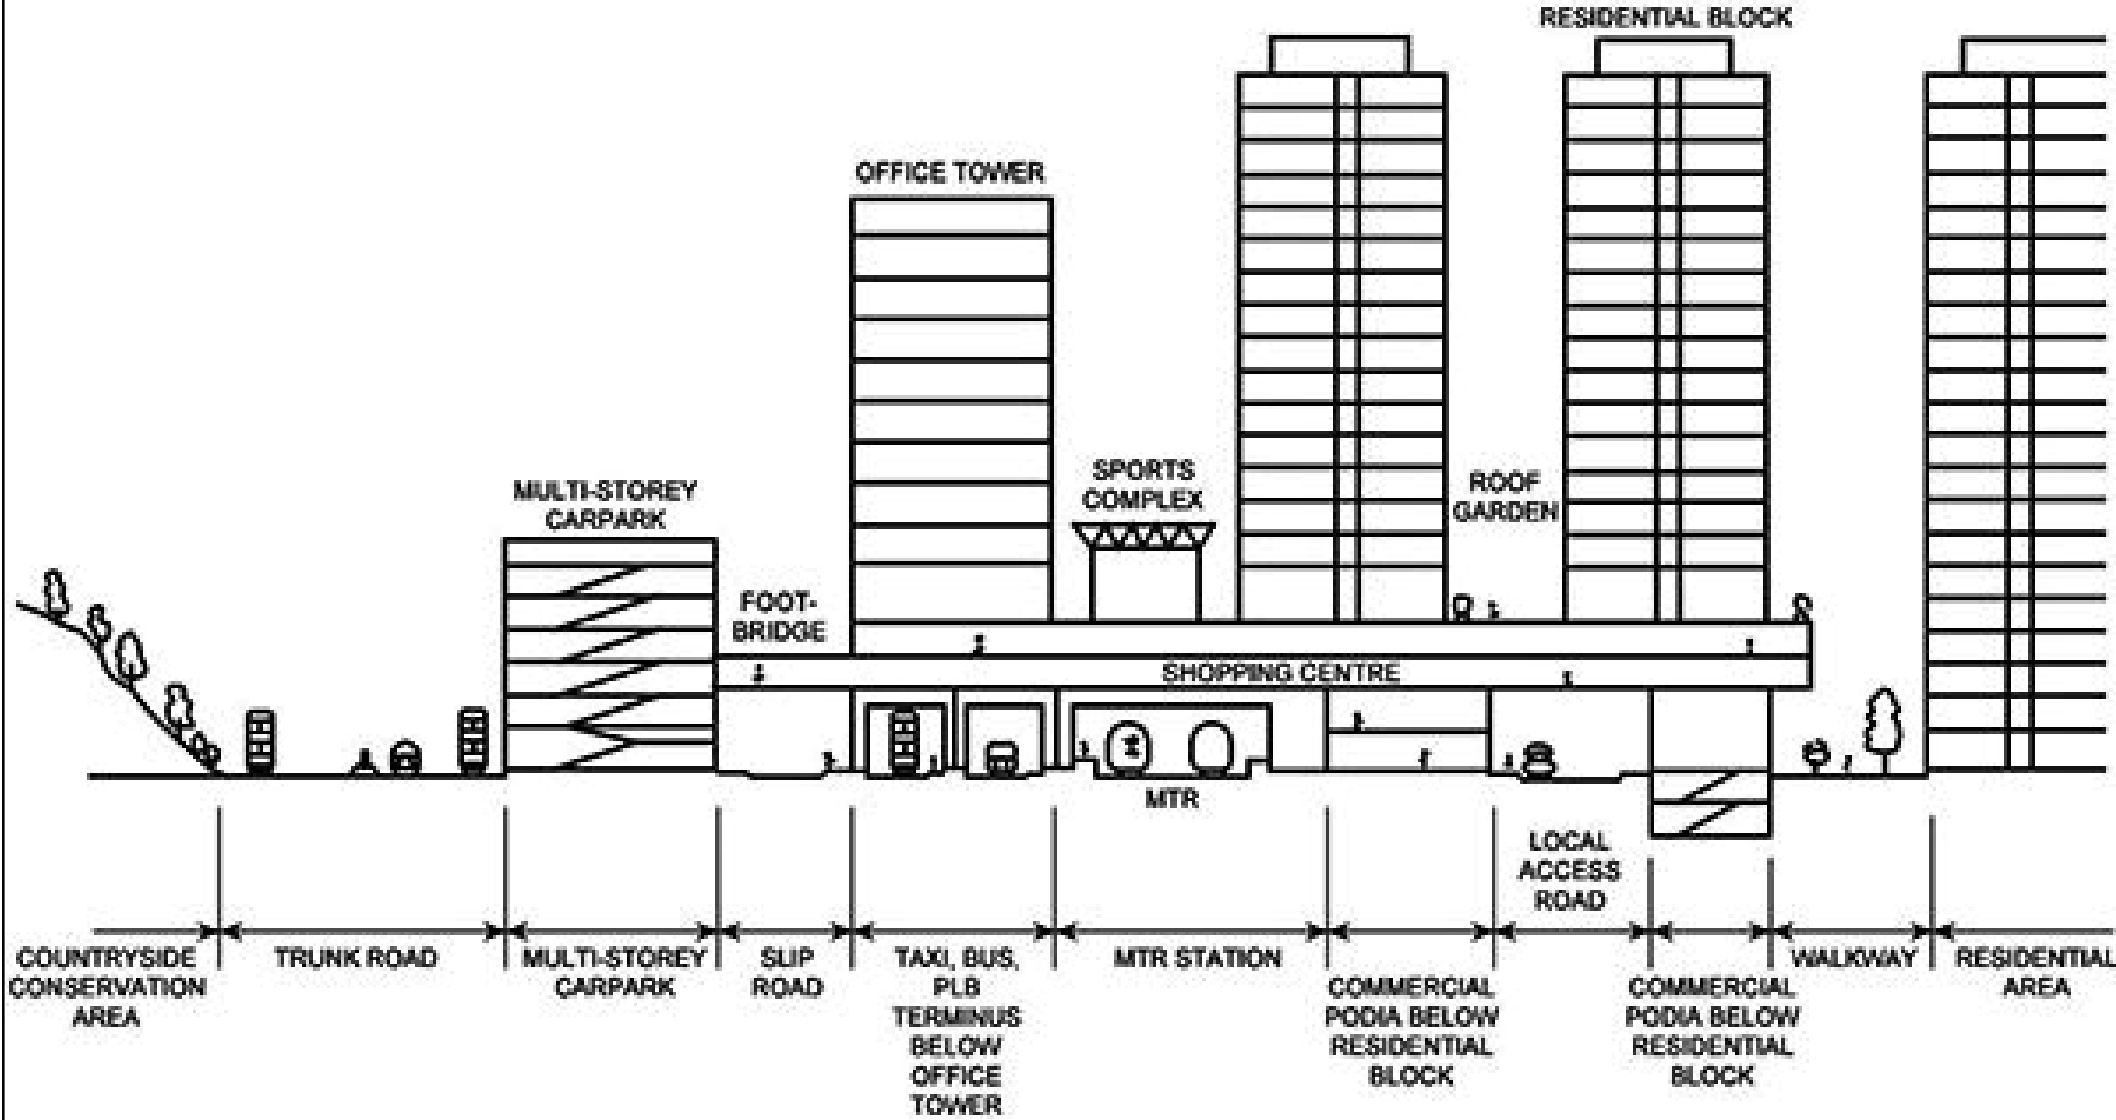 RESIDENTIAL BLOCK
OFFICE TOWER
SPORTS
COMPLEX
ROOF
GARDEN
MULTI-STOREY
CARPARK
FOOT-
BRIDGE
SHOPPING CENTRE
MTR
LOCAL
ACCESS
ROAD
COUNTRYSIDE
CONSERVATION
AREA
TRUNK ROAD
MULTI-STOREY
CARPARK
SLIP
ROAD
TAXI, BUS,
PLB
TERMINUS
BELOW
OFFICE
TOWER
MTR STATION
COMMERCIAL
PODIA BELOW
RESIDENTIAL
BLOCK
COMMERCIAL
PODIA BELOW
RESIDENTIAL
BLOCK
WALKWAY
RESIDENTIAL
AREA